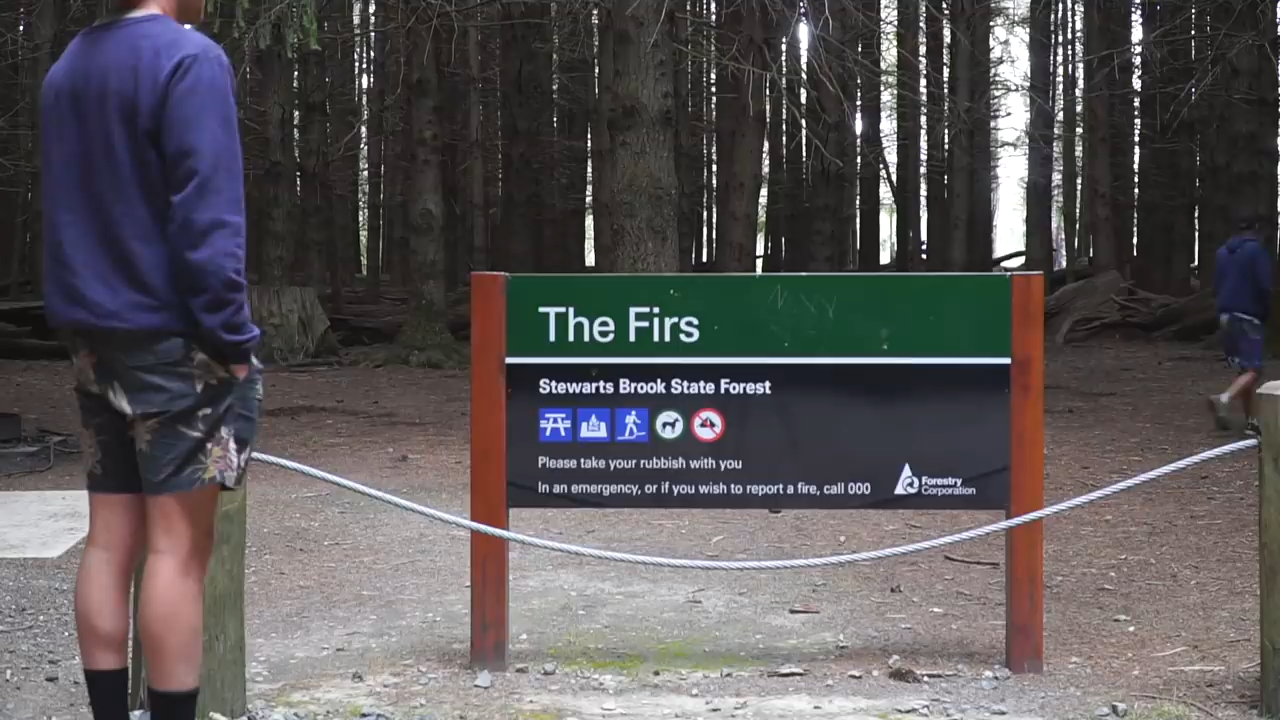 The Firs
Stewarts Brook State Forest
Please take your rubbish with you
In an emergency, or if you wish to report a fire, call 000
Forestry
Corporation